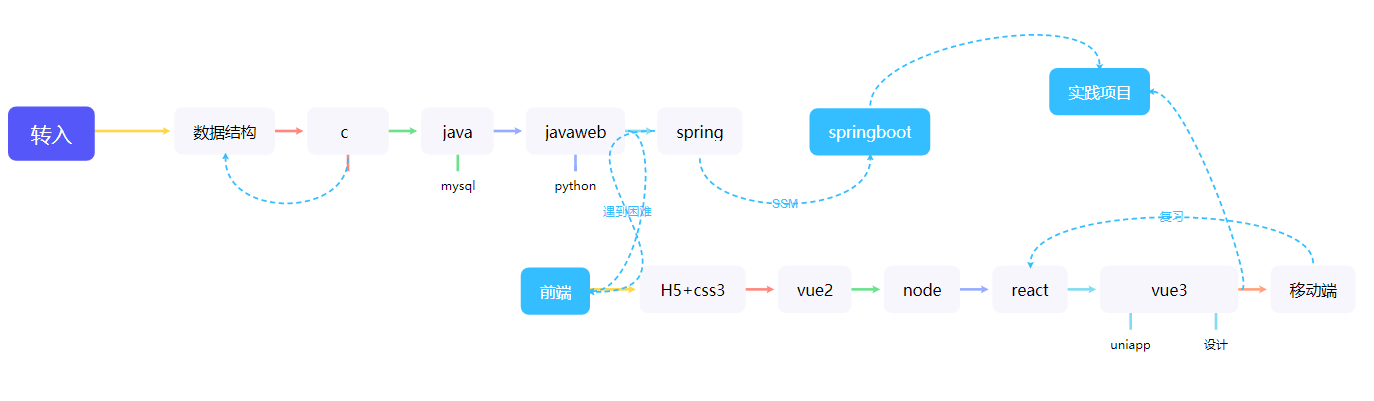 实践项目
转入
数据结构
c
java
javaweb
spring
springboot
mysql
python
SSM
遇到困难
复习
前端
H5+css3
vue2
node
react
vue3
移动端
uniapp
设计